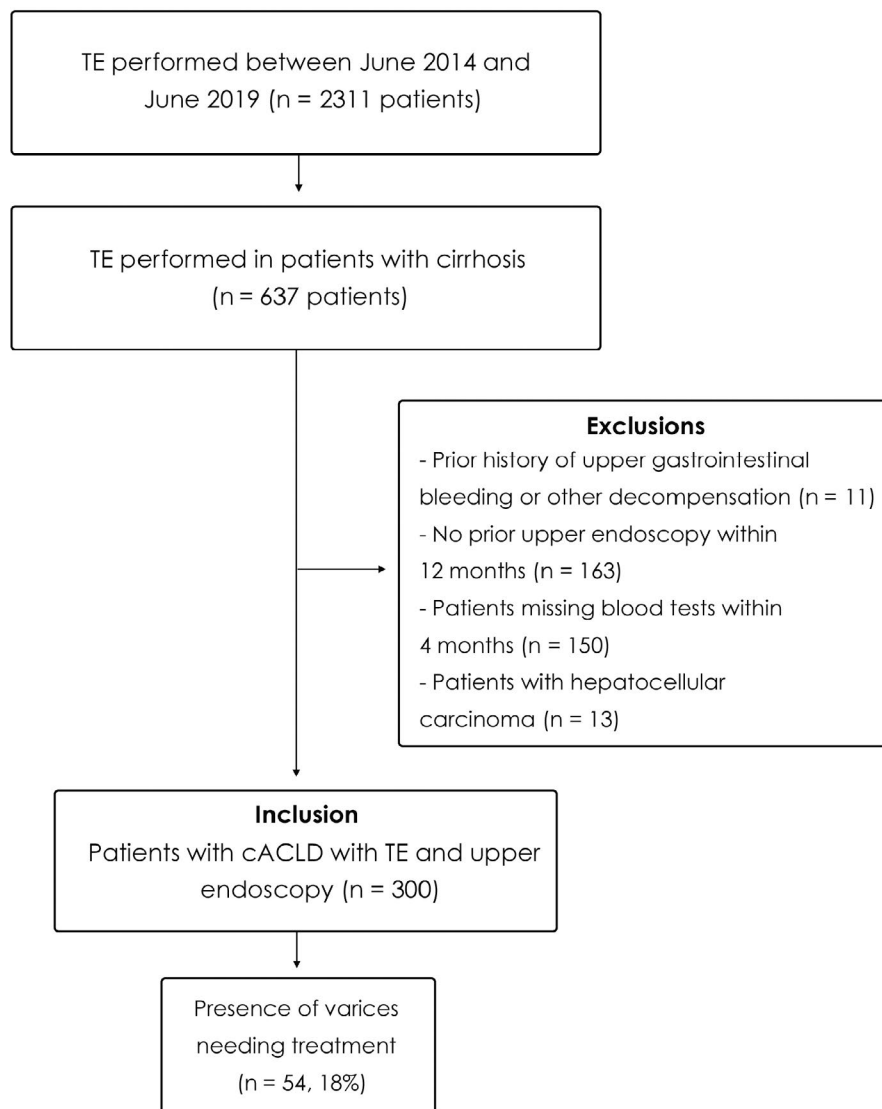 TE performed between June 2014 and
June 2019 (n = 2311 patients)
TE performed in patients with cirrhosis
(n = 637 patients)
Exclusions
- Prior history of upper gastrointestinal
bleeding or other decompensation (n = 11)
- No prior upper endoscopy within
12 months (n = 163)
- Patients missing blood tests within
4 months (n = 150)
- Patients with hepatocellular
carcinoma (n = 13)
Inclusion
Patients with cACLD with TE and upper
endoscopy (n = 300)
Presence of varices
needing treatment
(n = 54, 18%)